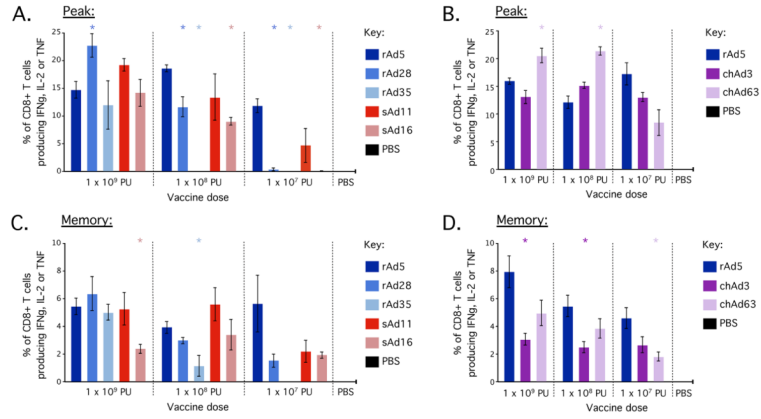 A.
Peak:
% of CD8+ T cells
producing IFNg, IL-2 or TNF
25
20
15
10
5
0
* * * * * * *
1 x 10⁹ PU
1 x 10⁸ PU
1 x 10⁷ PU
PBS
Vaccine dose
Key:
rAd5
rAd28
rAd35
sAd11
sAd16
PBS
B.
Peak:
% of CD8+ T cells
producing IFNg, IL-2 or TNF
25
20
15
10
5
0
* *
1 x 10⁹ PU
1 x 10⁸ PU
1 x 10⁷ PU
PBS
Vaccine dose
Key:
rAd5
chAd3
chAd63
PBS
C.
Memory:
% of CD8+ T cells
producing IFNg, IL-2 or TNF
10
8
6
4
2
0
* *
1 x 10⁹ PU
1 x 10⁸ PU
1 x 10⁷ PU
PBS
Vaccine dose
Key:
rAd5
rAd28
rAd35
sAd11
sAd16
PBS
D.
Memory:
% of CD8+ T cells
producing IFNg, IL-2 or TNF
10
8
6
4
2
0
* * *
1 x 10⁹ PU
1 x 10⁸ PU
1 x 10⁷ PU
PBS
Vaccine dose
Key:
rAd5
chAd3
chAd63
PBS